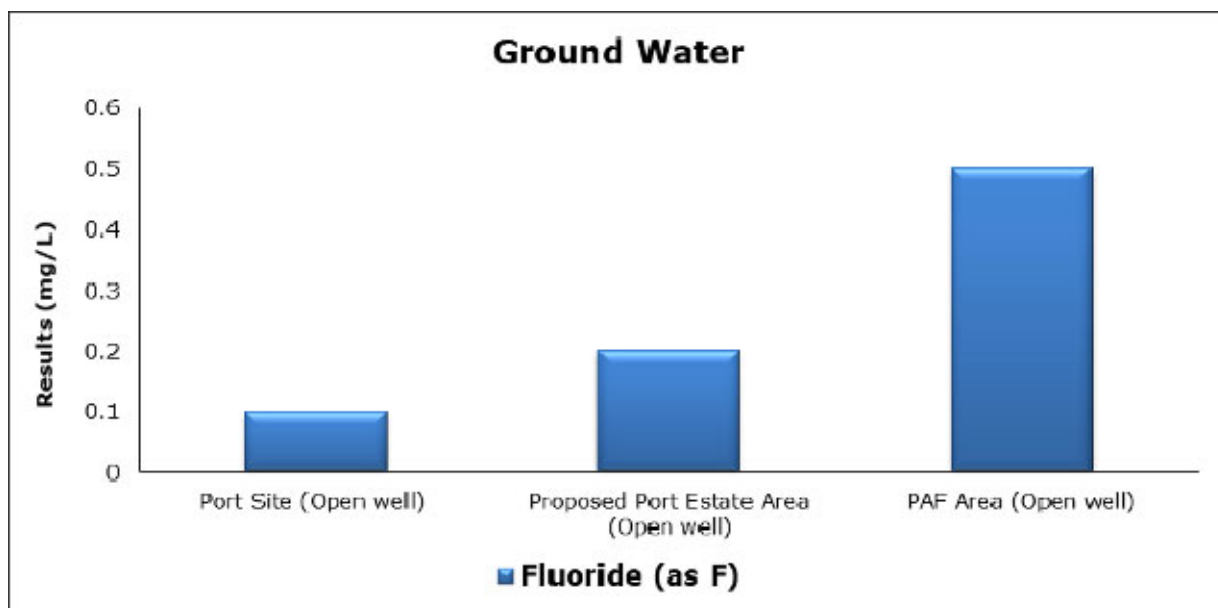 Ground Water
Results (mg/L)
0.6
0.5
0.4
0.3
0.2
0.1
0
Port Site (Open well)
Proposed Port Estate Area
(Open well)
PAF Area (Open well)
Fluoride (as F)